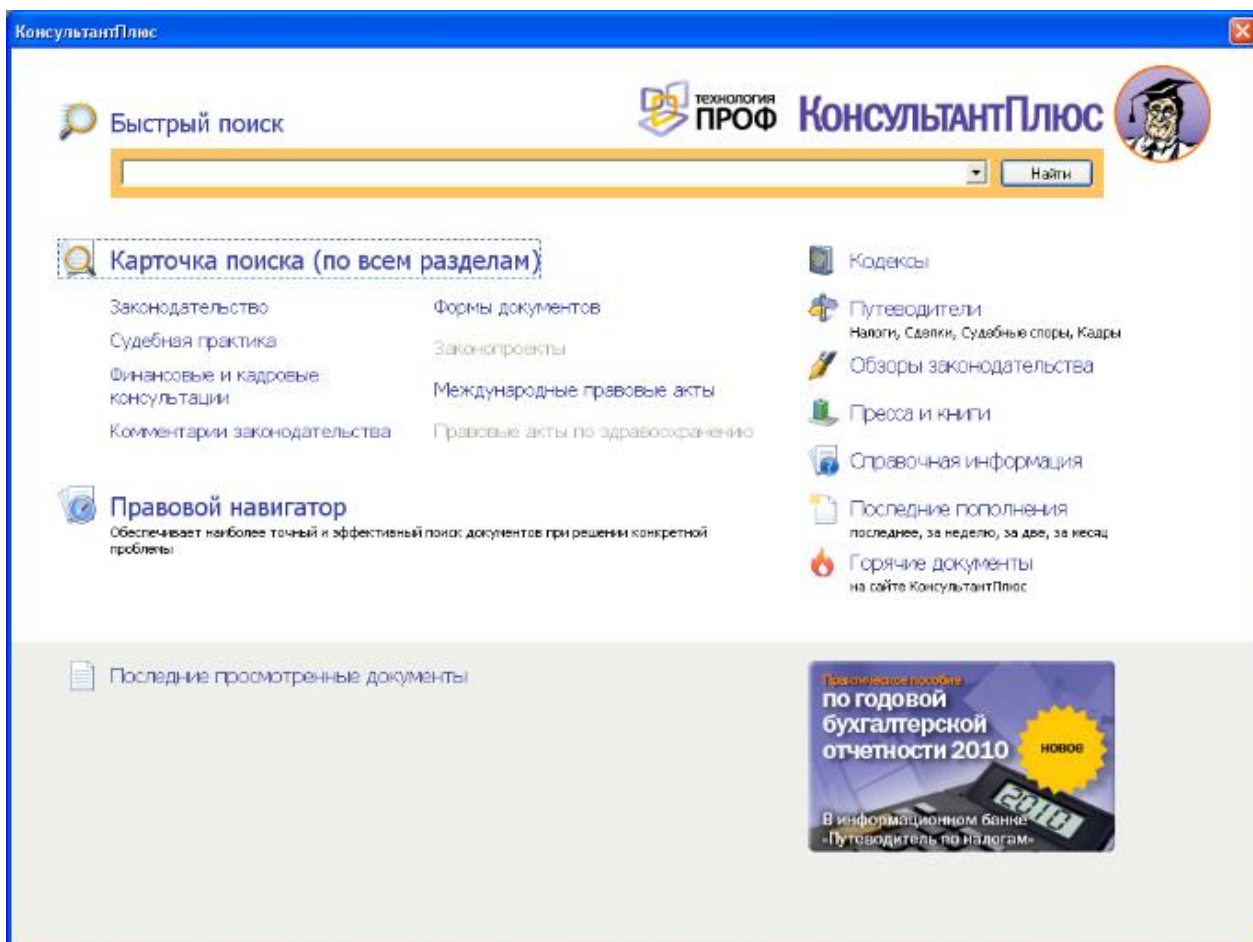 КонсультантПлюс
Быстрый поиск
технология
ПРОФ
КонсультантПлюс
Найти
Карточка поиска (по всем разделам)
Законодательство
Судебная практика
Финансовые и кадровые
консультации
Комментарии законодательства
Формы документов
Законопроекты
Международные правовые акты
Правовые акты по здравоохранению
Правовой навигатор
Обеспечивает наиболее точный и эффективный поиск документов при решении конкретной
проблемы
Кодексы
Путеводители
Налоги, Сделки, Судебные споры, Кадры
Обзоры законодательства
Пресса и книги
Справочная информация
Последние пополнения
последнее, за неделю, за две, за месяц
Горячие документы
на сайте КонсультантПлюс
Последние просмотренные документы
Практическое пособие
по годовой
бухгалтерской
отчетности 2010
новое
2010
В информационном банке
«Путеводитель по налогам»